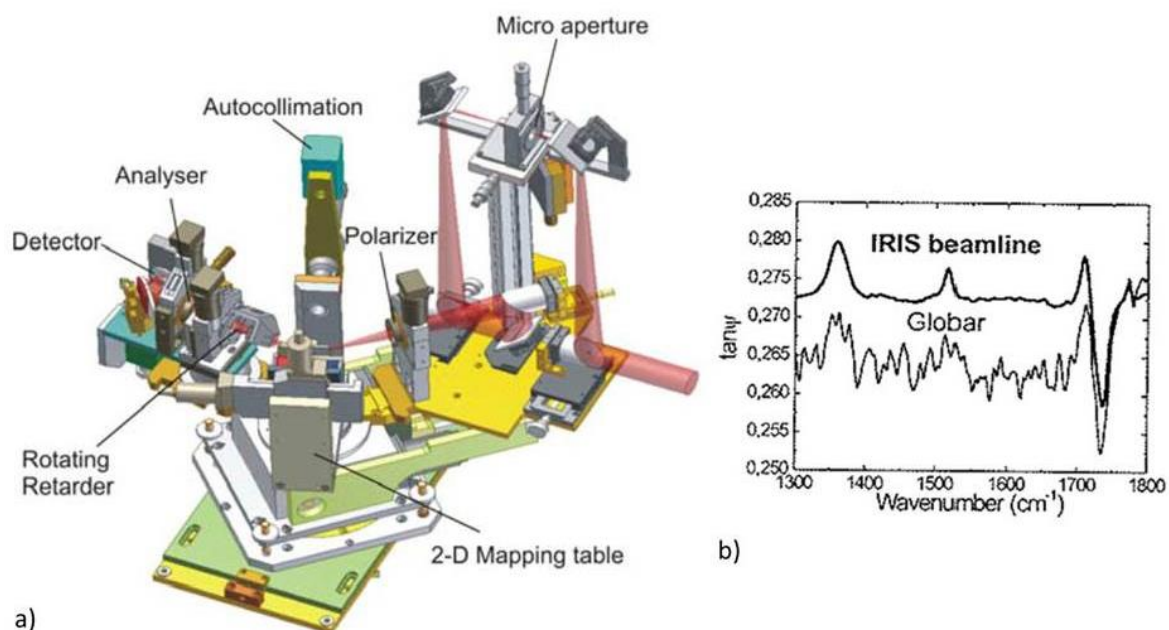 Micro aperture
Autocollimation
Analyser
Detector
Polarizer
Rotating
Retarder
2-D Mapping table
a)
0,285
0,280
0,275
0,270
0,265
0,260
0,255
0,250
tanψ
IRIS beamline
Globar
1300 1400 1500 1600 1700 1800
Wavenumber (cm⁻¹)
b)